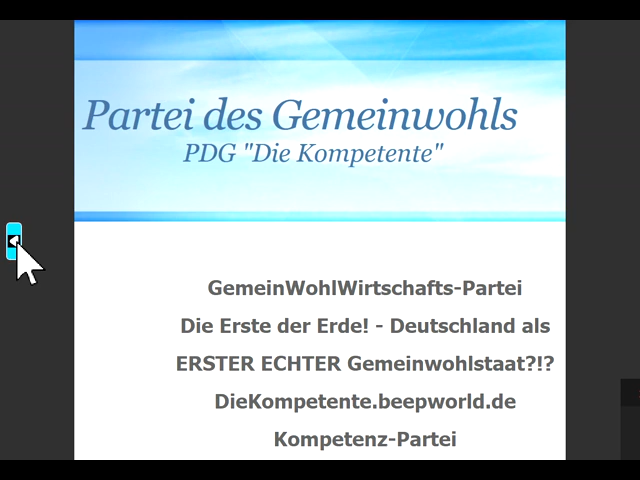 Partei des Gemeinwohls
PDG "Die Kompetente"
GemeinWohlWirtschafts-Partei
Die Erste der Erde! - Deutschland als
ERSTER ECHTER Gemeinwohlstaat?!?
DieKompetente.beepworld.de
Kompetenz-Partei